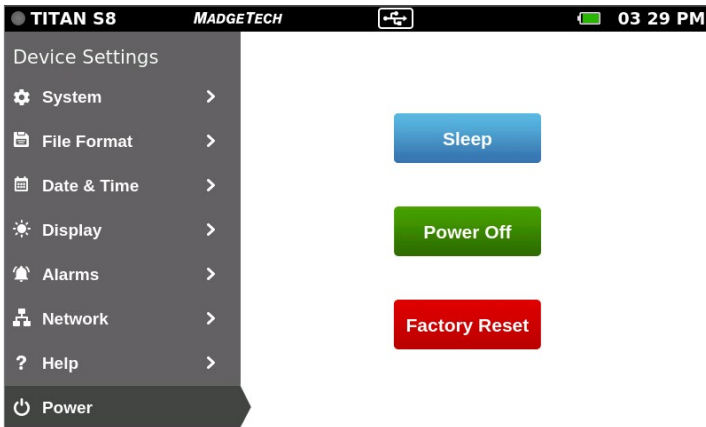 TITAN S8 MADGETECH 03 29 PM
Device Settings
System
File Format
Date & Time
Display
Alarms
Network
? Help
Power
Sleep
Power Off
Factory Reset